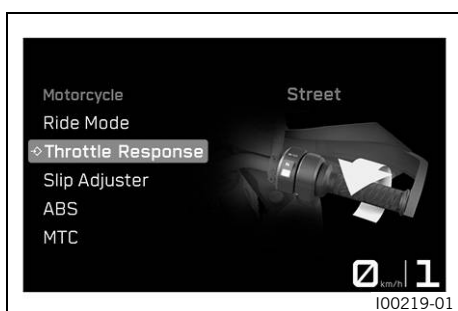 Motorcycle
Street
Ride Mode
Throttle Response
Slip Adjuster
ABS
MTC
0 km/h 1
I00219-01